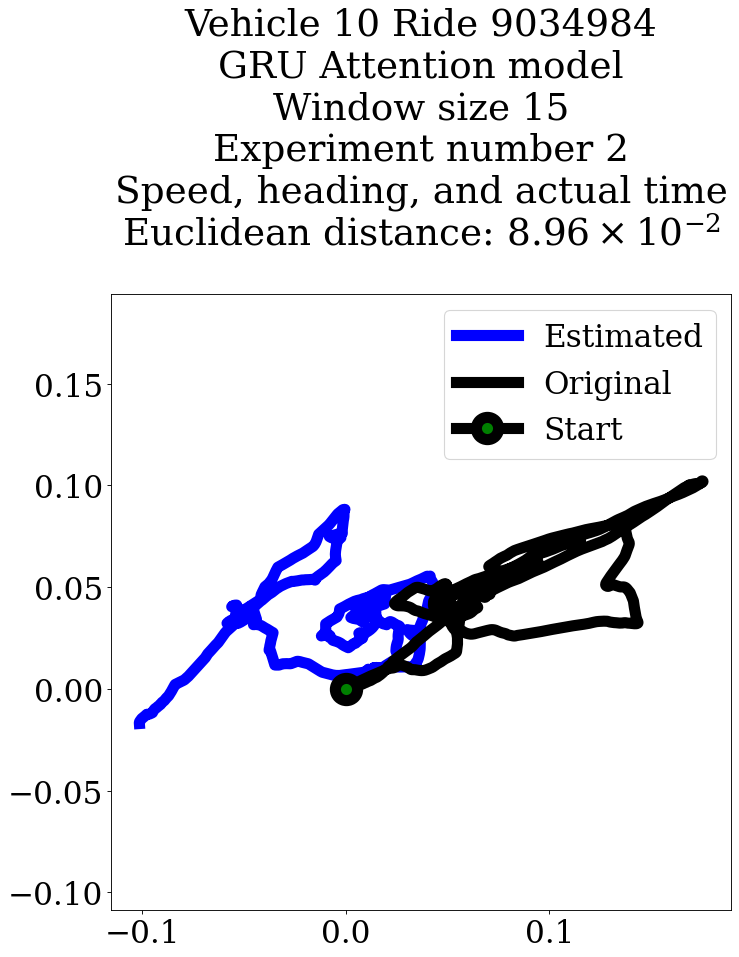 Vehicle 10 Ride 9034984
GRU Attention model
Window size 15
Experiment number 2
Speed, heading, and actual time
Euclidean distance: 8.96 × 10⁻²
Estimated
Original
Start
0.15
0.10
0.05
0.00
−0.05
−0.10
−0.1 0.0 0.1